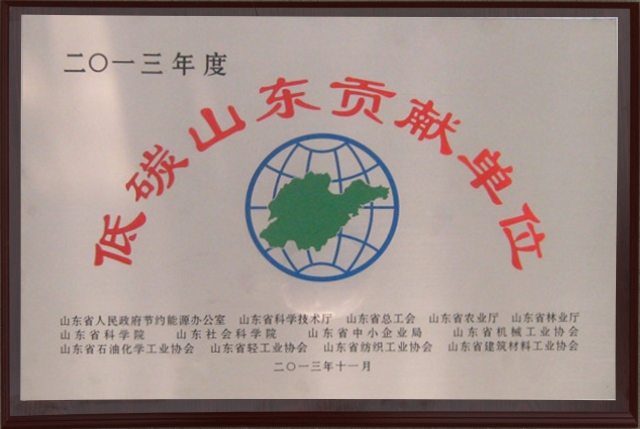 二〇一三年度
低碳山东贡献单位
山东省人民政府节约能源办公室 山东省科学技术厅 山东省总工会 山东省农业厅 山东省林业厅
山东省科学院 山东社会科学院 山东省中小企业局 山东省机械工业协会
山东省石油化学工业协会 山东省轻工业协会 山东省纺织工业协会 山东省建筑材料工业协会
二〇一三年十一月